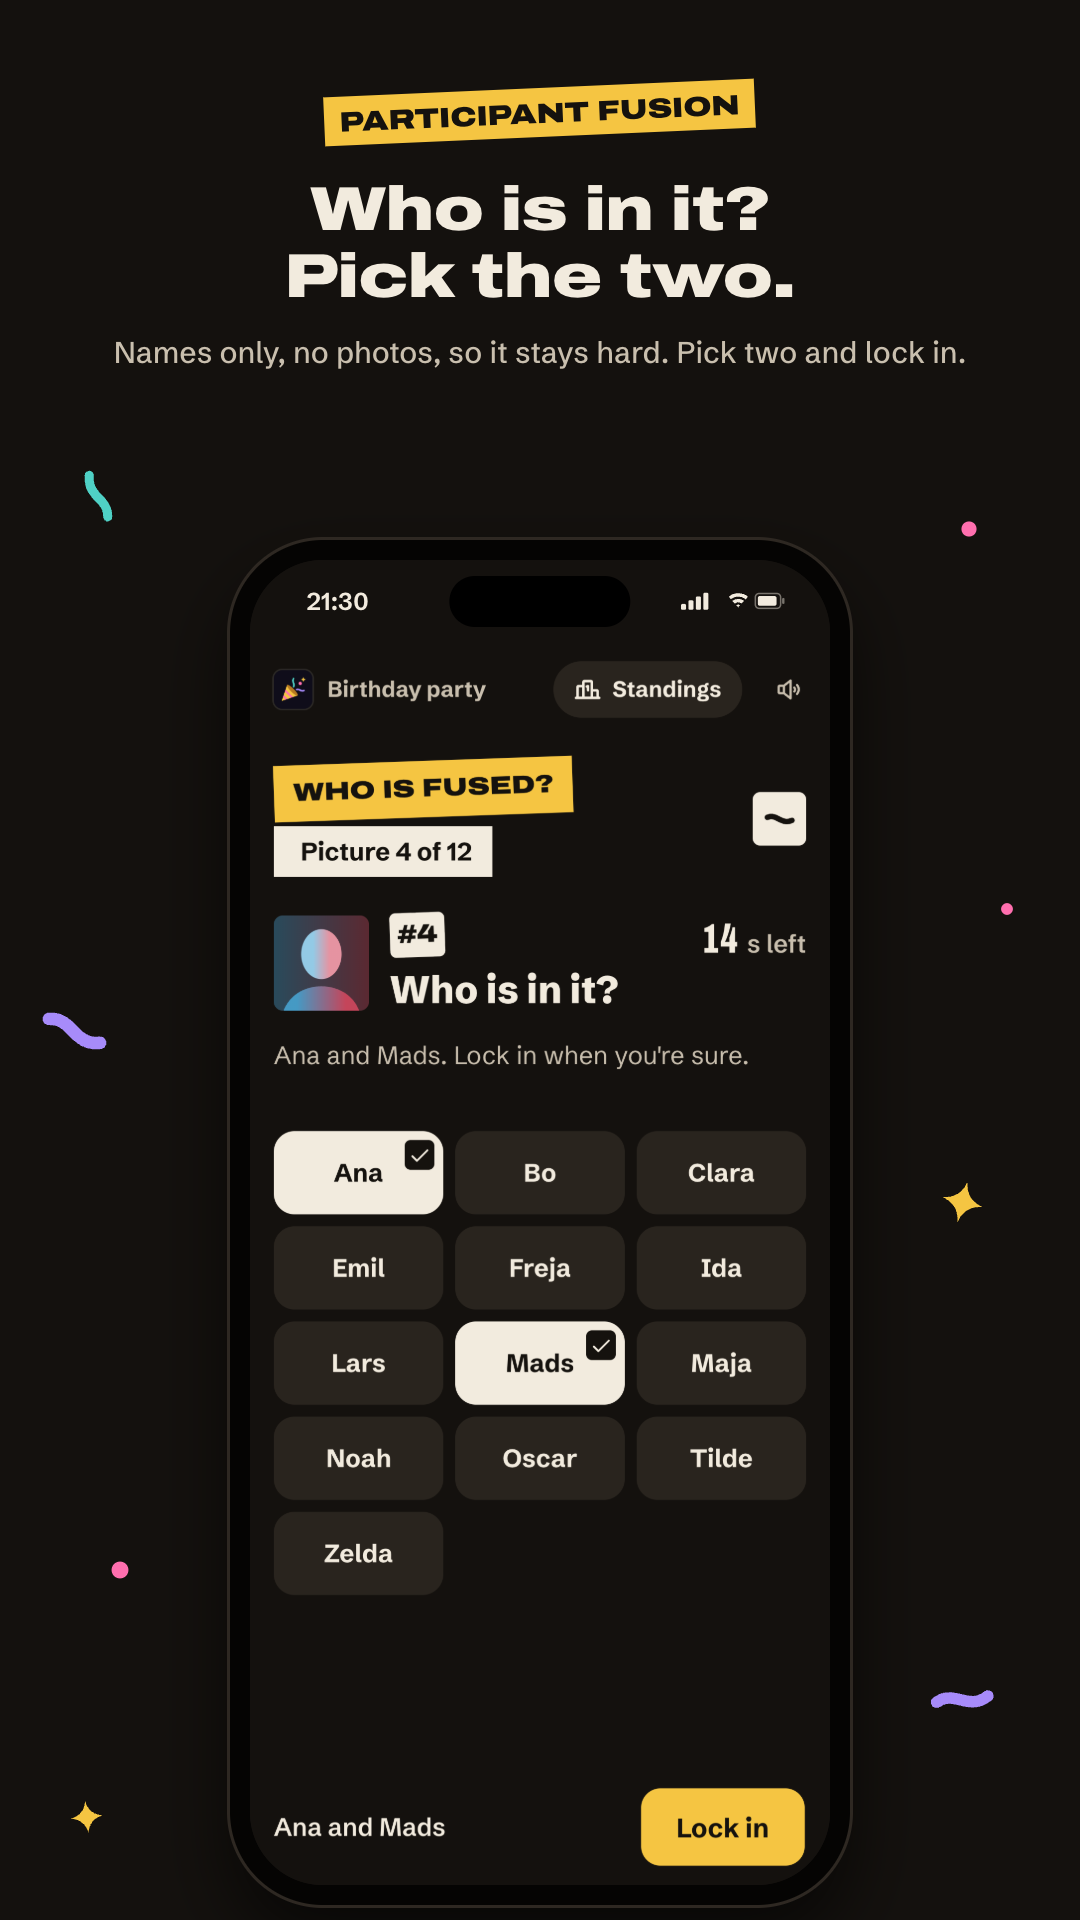 PARTICIPANT FUSION
Who is in it?
Pick the two.
Names only, no photos, so it stays hard. Pick two and lock in.
21:30
Birthday party
Standings
WHO IS FUSED?
Picture 4 of 12
#4
14 s left
Who is in it?
Ana and Mads. Lock in when you're sure.
Ana
Bo
Clara
Emil
Freja
Ida
Lars
Mads
Maja
Noah
Oscar
Tilde
Zelda
Ana and Mads
Lock in